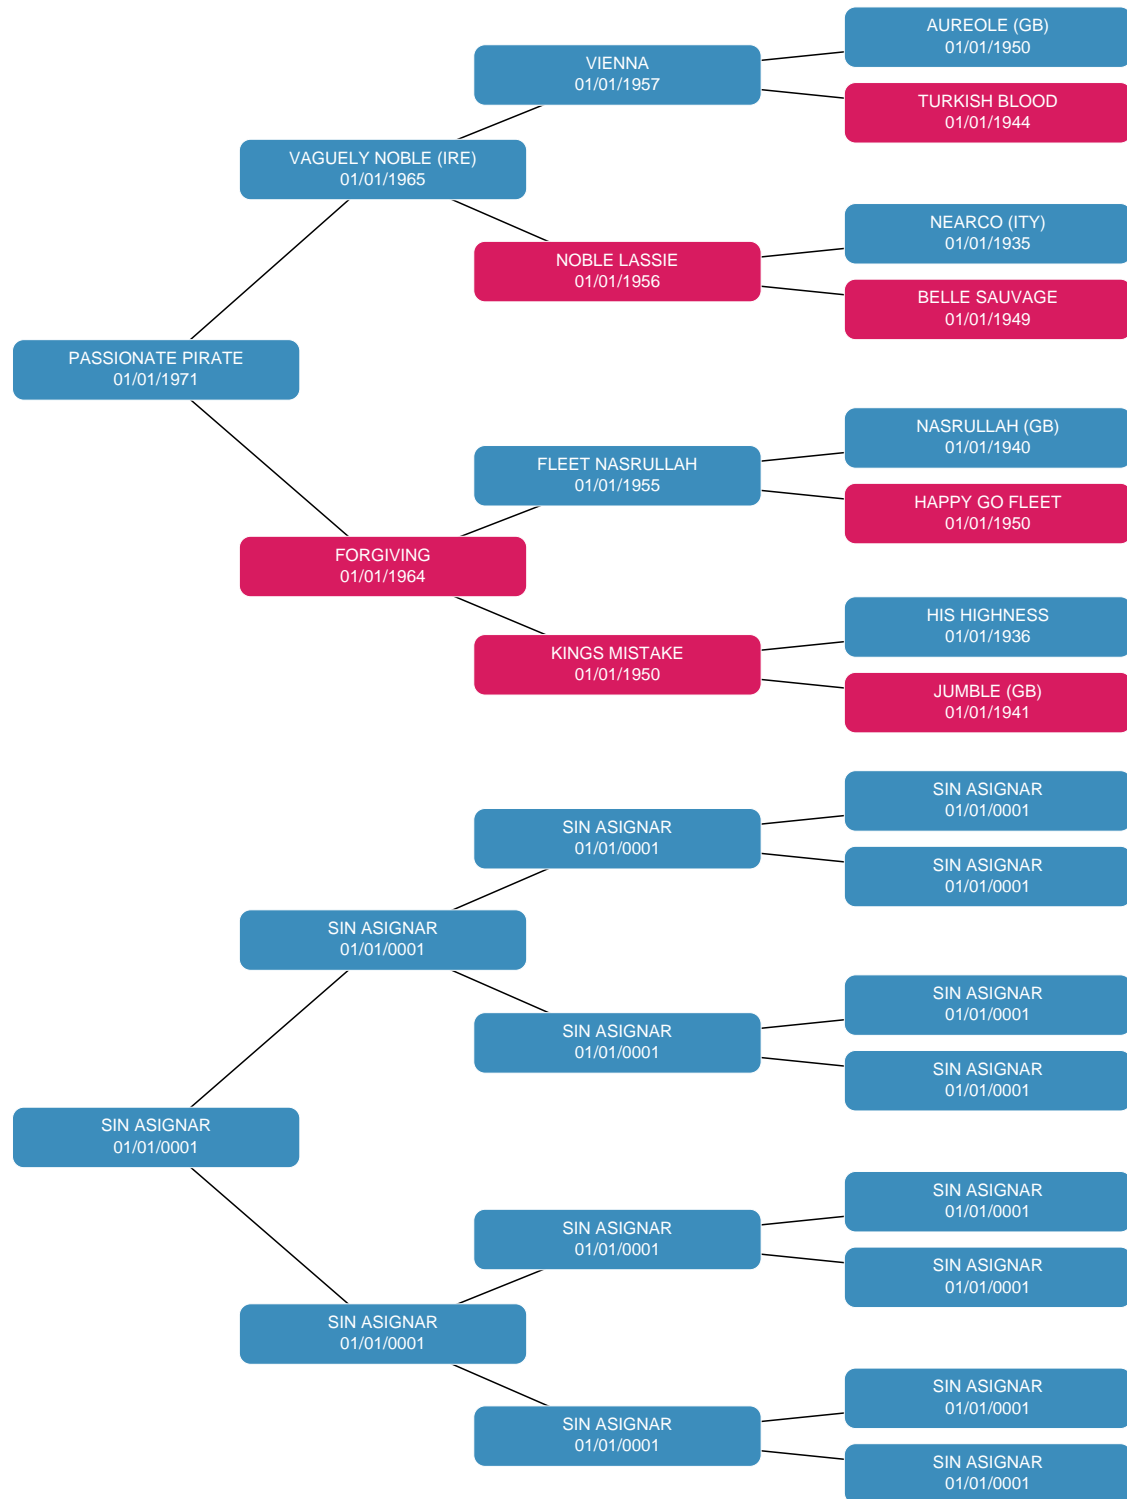 AUREOLE (GB)
01/01/1950
VIENNA
01/01/1957
TURKISH BLOOD
01/01/1944
VAGUELY NOBLE (IRE)
01/01/1965
NEARCO (ITY)
01/01/1935
NOBLE LASSIE
01/01/1956
BELLE SAUVAGE
01/01/1949
PASSIONATE PIRATE
01/01/1971
NASRULLAH (GB)
01/01/1940
FLEET NASRULLAH
01/01/1955
HAPPY GO FLEET
01/01/1950
FORGIVING
01/01/1964
HIS HIGHNESS
01/01/1936
KINGS MISTAKE
01/01/1950
JUMBLE (GB)
01/01/1941
SIN ASIGNAR
01/01/0001
SIN ASIGNAR
01/01/0001
SIN ASIGNAR
01/01/0001
SIN ASIGNAR
01/01/0001
SIN ASIGNAR
01/01/0001
SIN ASIGNAR
01/01/0001
SIN ASIGNAR
01/01/0001
SIN ASIGNAR
01/01/0001
SIN ASIGNAR
01/01/0001
SIN ASIGNAR
01/01/0001
SIN ASIGNAR
01/01/0001
SIN ASIGNAR
01/01/0001
SIN ASIGNAR
01/01/0001
SIN ASIGNAR
01/01/0001
SIN ASIGNAR
01/01/0001